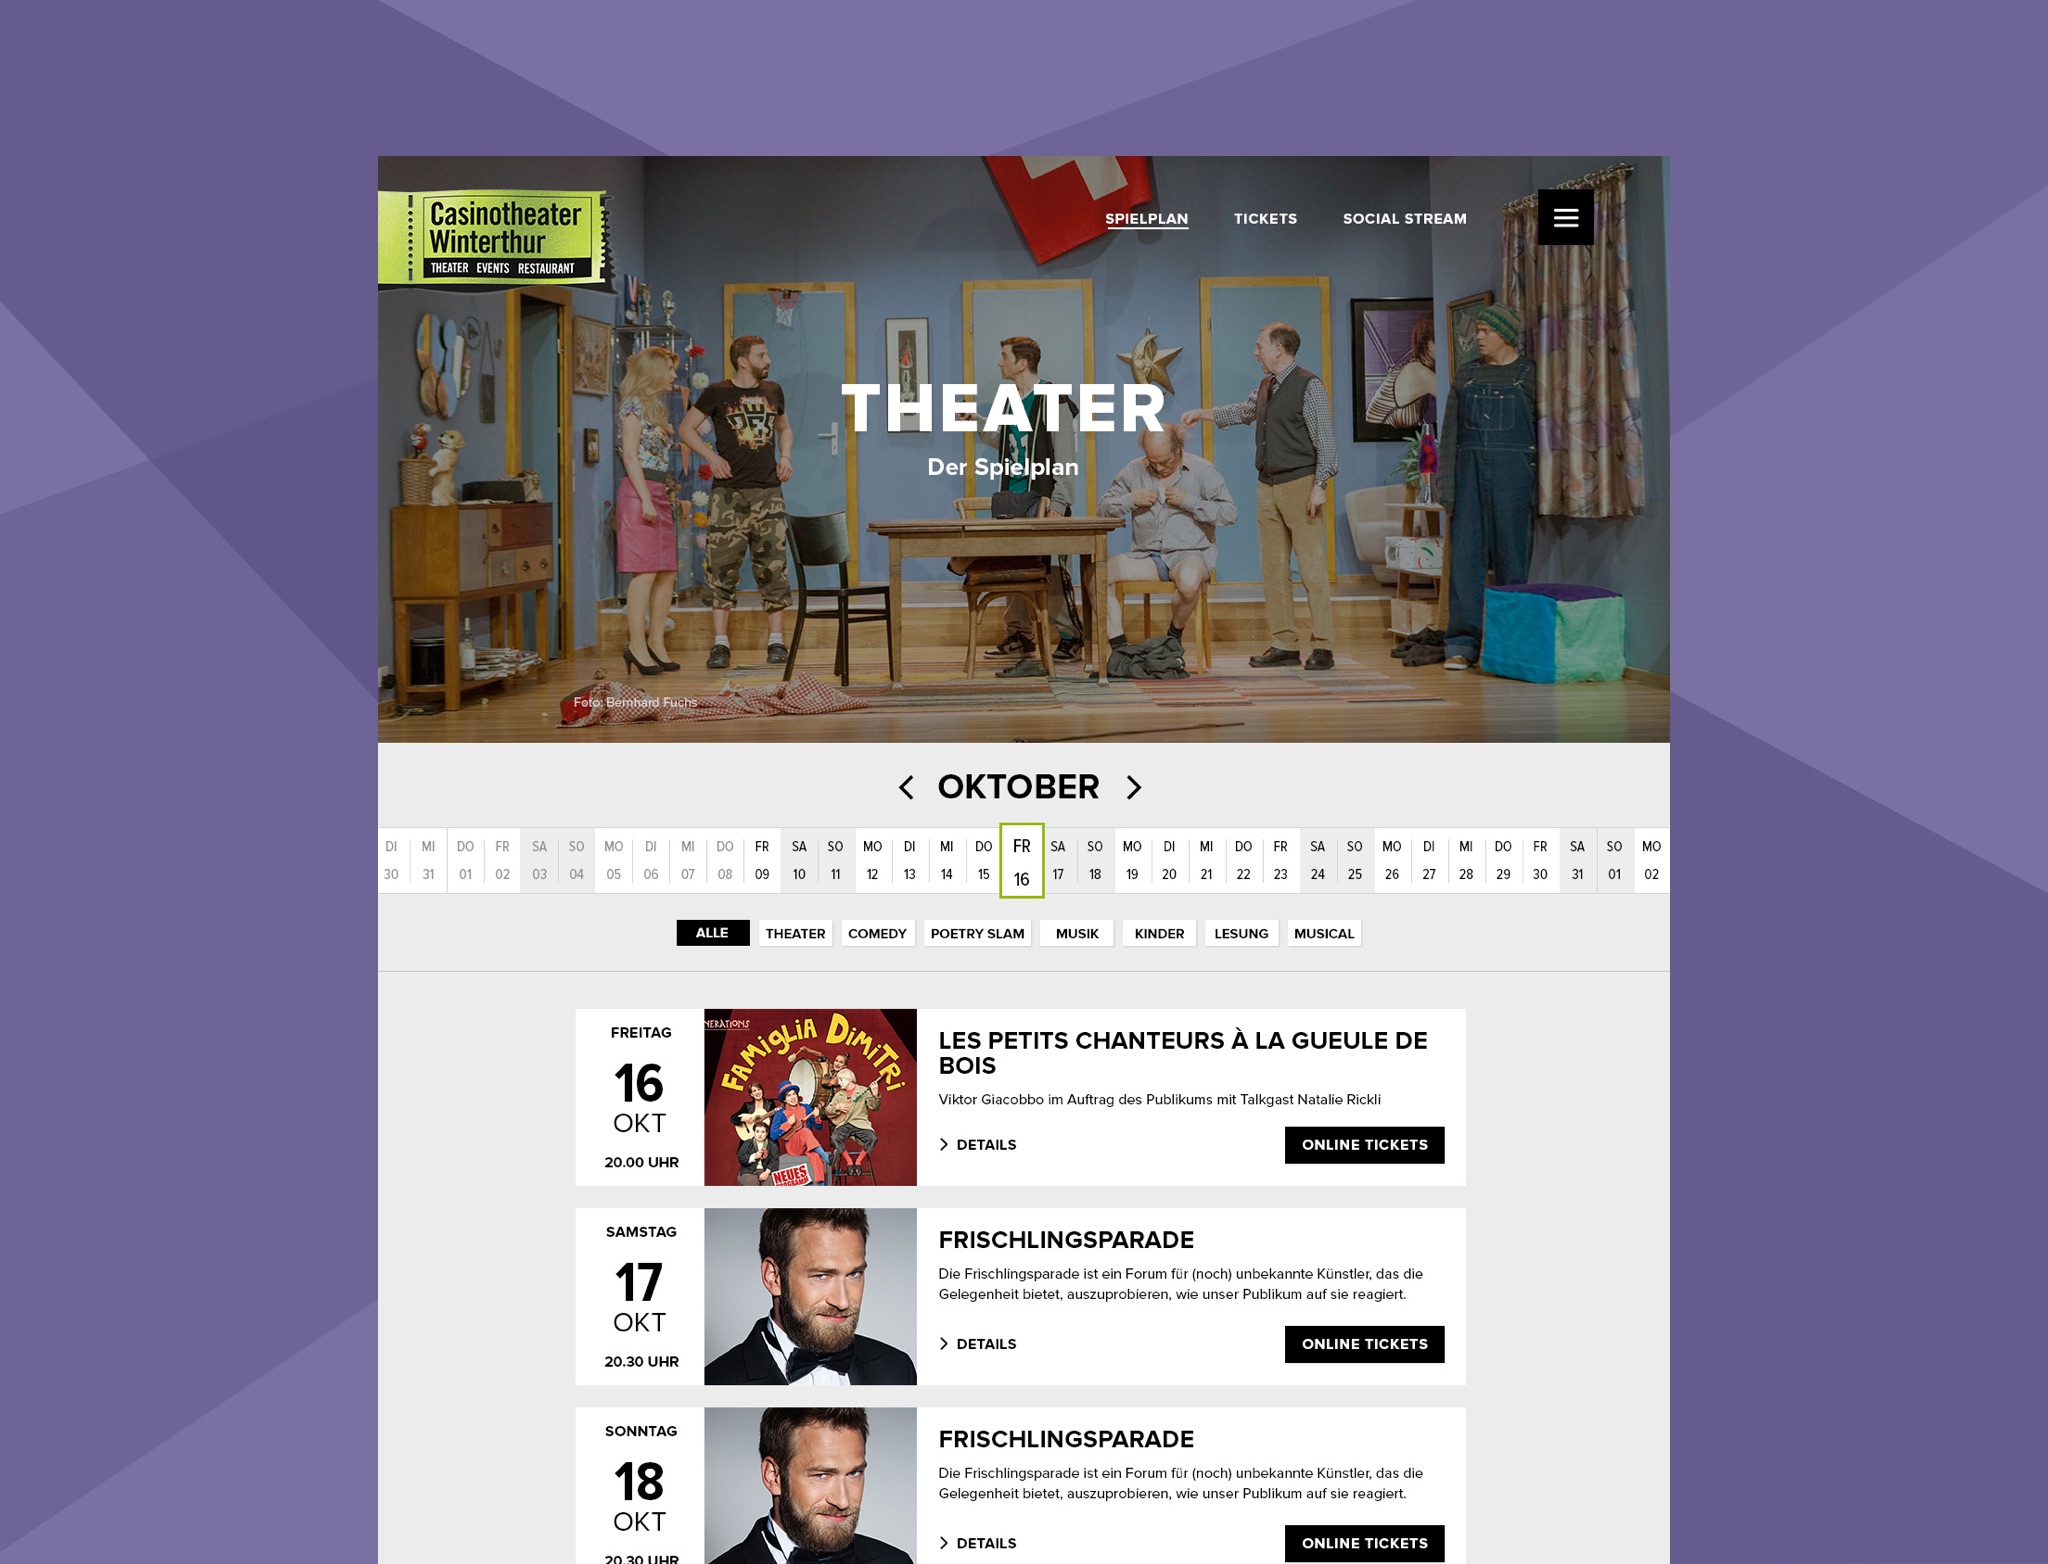 Casinotheater
Winterthur
THEATER EVENTS RESTAURANT
SPIELPLAN TICKETS SOCIAL STREAM
THEATER
Der Spielplan
Foto: Bernhard Fuchs
OKTOBER
DI MI DO FR SA SO MO DI MI DO FR SA SO MO DI MI DO FR SA SO MO DI MI DO FR SA SO MO DI MI DO FR SA SO MO
30 31 01 02 03 04 05 06 07 08 09 10 11 12 13 14 15 16 17 18 19 20 21 22 23 24 25 26 27 28 29 30 31 01 02
ALLE THEATER COMEDY POETRY SLAM MUSIK KINDER LESUNG MUSICAL
FREITAG
16
OKT
20.00 UHR
NERATIONS
FAMIGLIA DIMITRI
NEUES
LES PETITS CHANTEURS À LA GUEULE DE
BOIS
Viktor Giacobbo im Auftrag des Publikums mit Talkgast Natalie Rickli
DETAILS
ONLINE TICKETS
SAMSTAG
17
OKT
20.30 UHR
FRISCHLINGSPARADE
Die Frischlingsparade ist ein Forum für (noch) unbekannte Künstler, das die
Gelegenheit bietet, auszuprobieren, wie unser Publikum auf sie reagiert.
DETAILS
ONLINE TICKETS
SONNTAG
18
OKT
20.30 UHR
FRISCHLINGSPARADE
Die Frischlingsparade ist ein Forum für (noch) unbekannte Künstler, das die
Gelegenheit bietet, auszuprobieren, wie unser Publikum auf sie reagiert.
DETAILS
ONLINE TICKETS